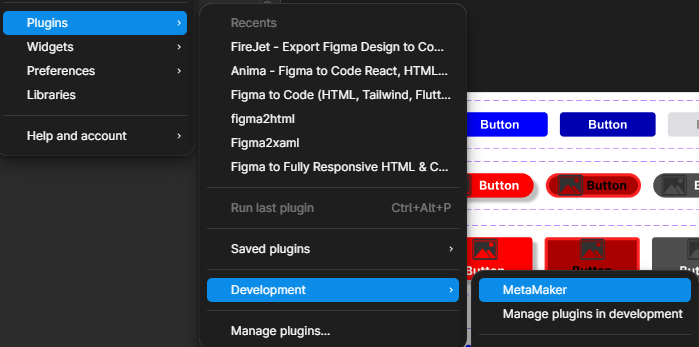 Plugins
Widgets
Preferences
Libraries
Help and account
Recents
FireJet - Export Figma Design to Co...
Anima - Figma to Code React, HTML...
Figma to Code (HTML, Tailwind, Flutt...
figma2html
Figma2xaml
Figma to Fully Responsive HTML & C...
Run last plugin Ctrl+Alt+P
Saved plugins
Development
Manage plugins...
MetaMaker
Manage plugins in development
Button Button
Button Button
Button Button